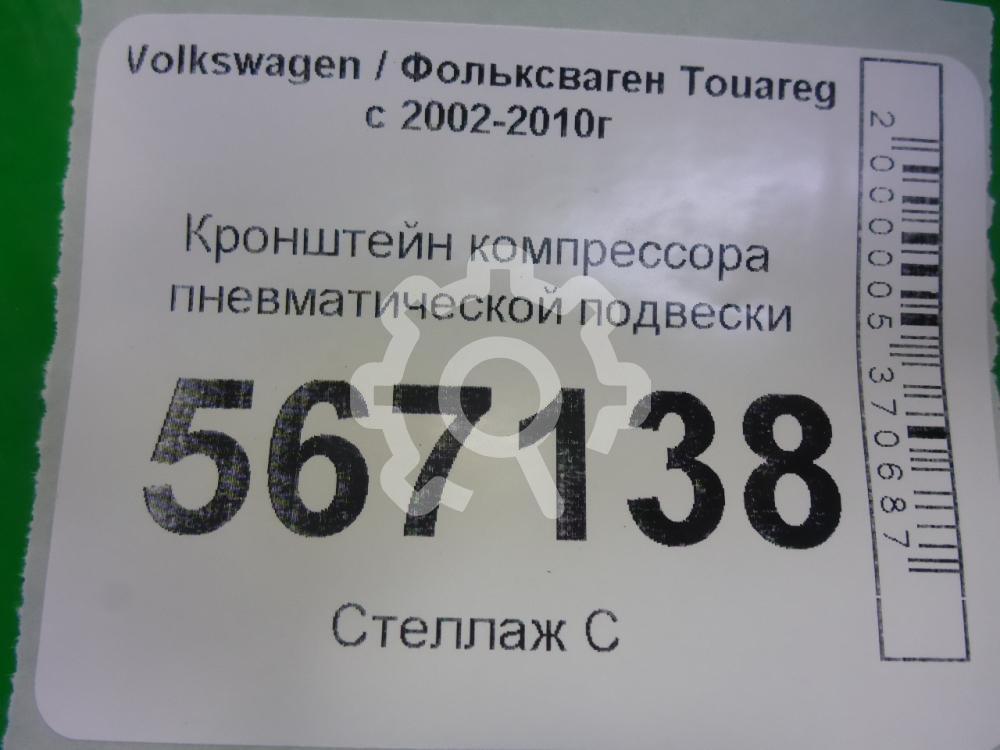 Volkswagen / Фольксваген Touareg
с 2002-2010г
Кронштейн компрессора
пневматической подвески
567138
Стеллаж С
2000005370687